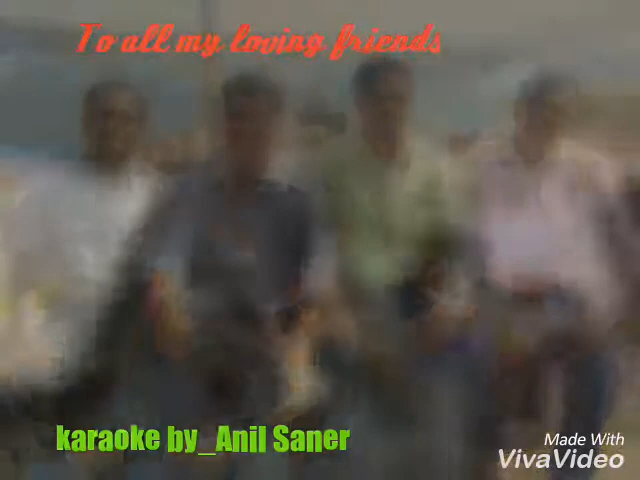 To all my loving friends
karaoke by_Anil Saner
Made With
VivaVideo